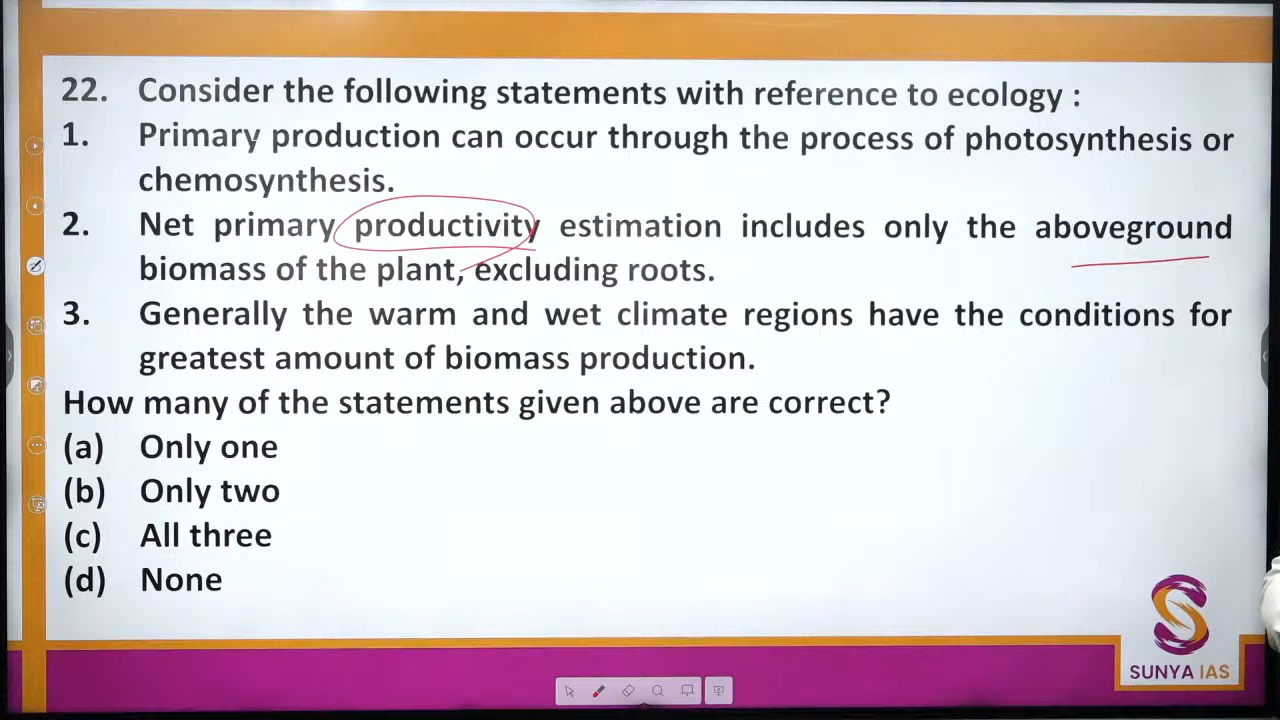 22. Consider the following statements with reference to ecology :
1. Primary production can occur through the process of photosynthesis or
chemosynthesis.
2. Net primary productivity estimation includes only the aboveground
biomass of the plant, excluding roots.
3. Generally the warm and wet climate regions have the conditions for
greatest amount of biomass production.
How many of the statements given above are correct?
(a) Only one
(b) Only two
(c) All three
(d) None
SUNYA IAS